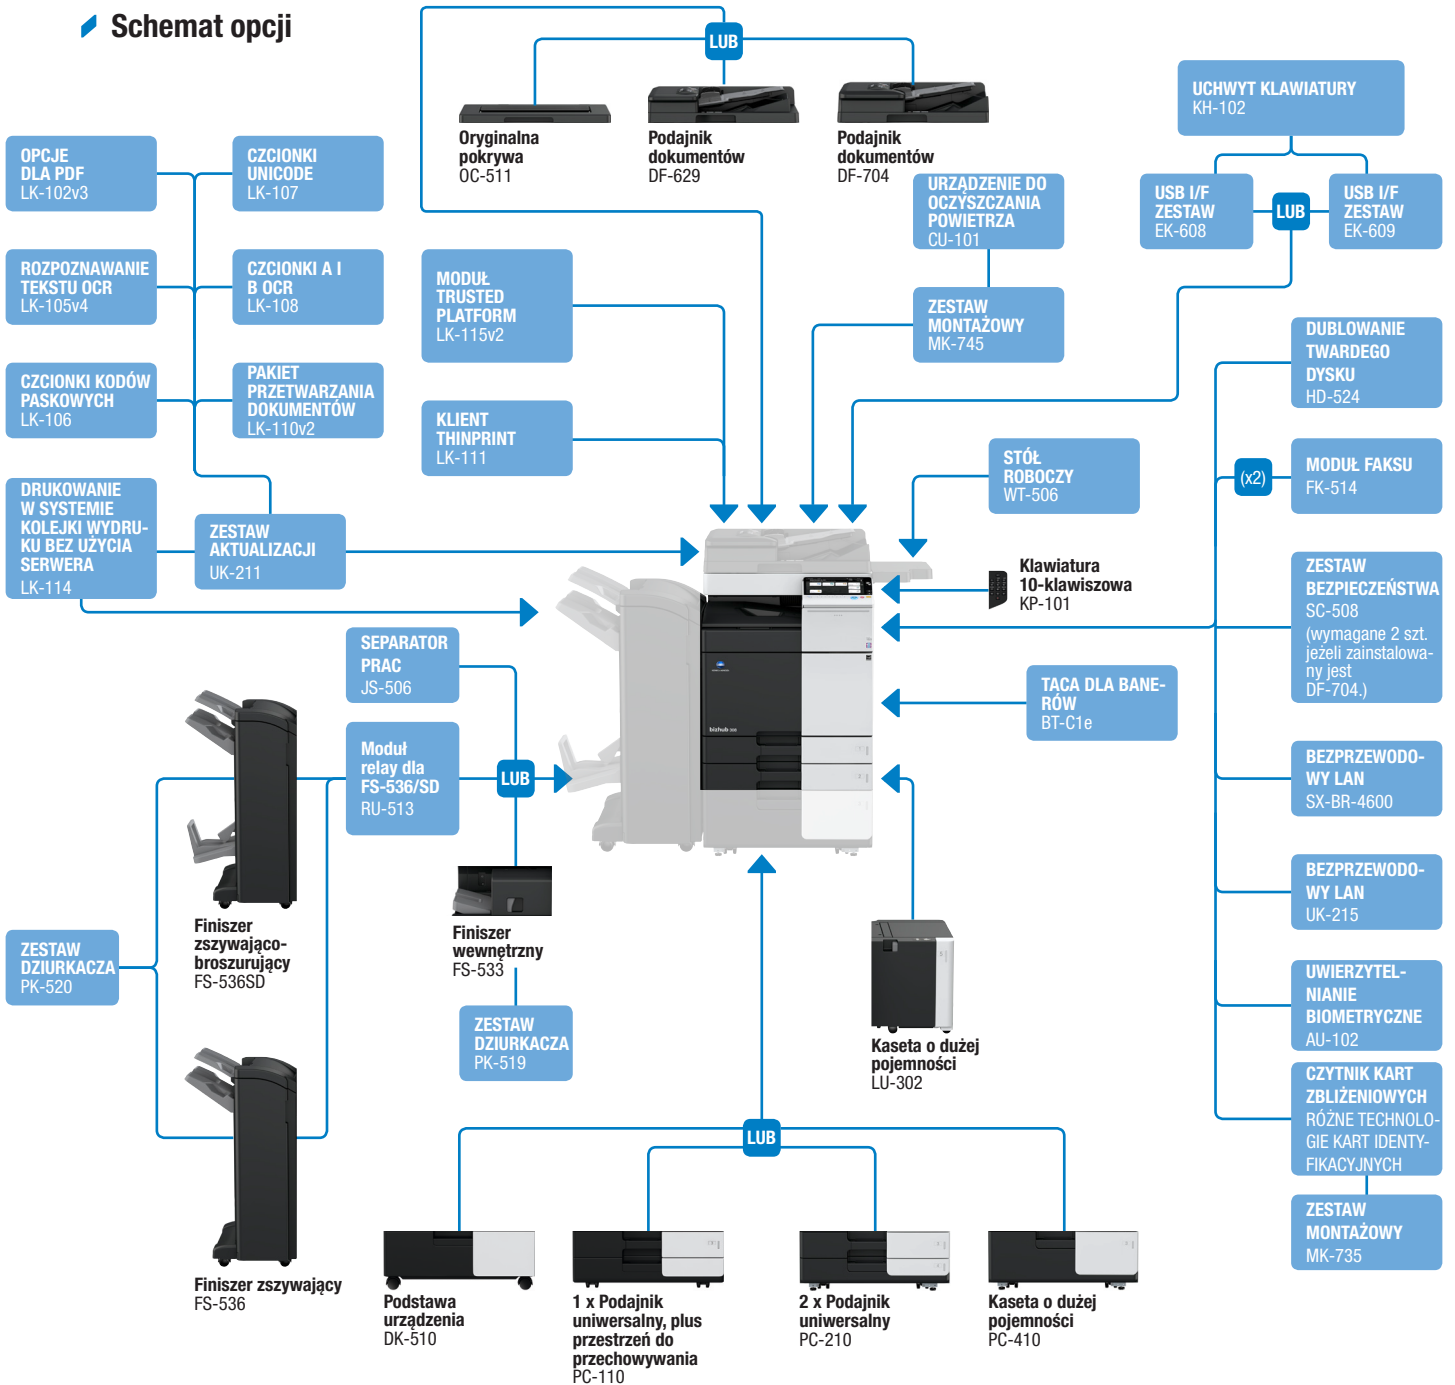 Schemat opcji
LUB
Oryginalna
pokrywa
OC-511
Podajnik
dokumentów
DF-629
Podajnik
dokumentów
DF-704
UCHWYT KLAWIATURY
KH-102
USB I/F
ZESTAW
EK-608
LUB
USB I/F
ZESTAW
EK-609
OPCJE
DLA PDF
LK-102v3
CZCIONKI
UNICODE
LK-107
ROZPOZNAWANIE
TEKSTU OCR
LK-105v4
CZCIONKI A I
B OCR
LK-108
CZCIONKI KODÓW
PASKOWYCH
LK-106
PAKIET
PRZETWARZANIA
DOKUMENTÓW
LK-110v2
DRUKOWANIE
W SYSTEMIE
KOLEJKI WYDRU-
KU BEZ UŻYCIA
SERWERA
LK-114
ZESTAW
AKTUALIZACJI
UK-211
MODUŁ
TRUSTED
PLATFORM
LK-115v2
KLIENT
THINPRINT
LK-111
URZĄDZENIE DO
OCZYSZCZANIA
POWIETRZA
CU-101
ZESTAW
MONTAŻOWY
MK-745
STÓŁ
ROBOCZY
WT-506
Klawiatura
10-klawiszowa
KP-101
TACA DLA BANE-
RÓW
BT-C1e
DUBLOWANIE
TWARDEGO
DYSKU
HD-524
(x2)
MODUŁ FAKSU
FK-514
ZESTAW
BEZPIECZEŃSTWA
SC-508
(wymagane 2 szt.
jeżeli zainstalowa-
ny jest
DF-704.)
BEZPRZEWODO-
WY LAN
SX-BR-4600
BEZPRZEWODO-
WY LAN
UK-215
UWIERZYTEL-
NIANIE
BIOMETRYCZNE
AU-102
CZYTNIK KART
ZBLIŻENIOWYCH
RÓŻNE TECHNOLO-
GIE KART IDENTY-
FIKACYJNYCH
ZESTAW
MONTAŻOWY
MK-735
SEPARATOR
PRAC
JS-506
Moduł
relay dla
FS-536/SD
RU-513
LUB
bizhub
Finiszer
zszywająco-
broszurujący
FS-536SD
ZESTAW
DZIURKACZA
PK-520
Finiszer
wewnętrzny
FS-533
ZESTAW
DZIURKACZA
PK-519
Kaseta o dużej
pojemności
LU-302
Finiszer zszywający
FS-536
LUB
Podstawa
urządzenia
DK-510
1 x Podajnik
uniwersalny, plus
przestrzeń do
przechowywania
PC-110
2 x Podajnik
uniwersalny
PC-210
Kaseta o dużej
pojemności
PC-410